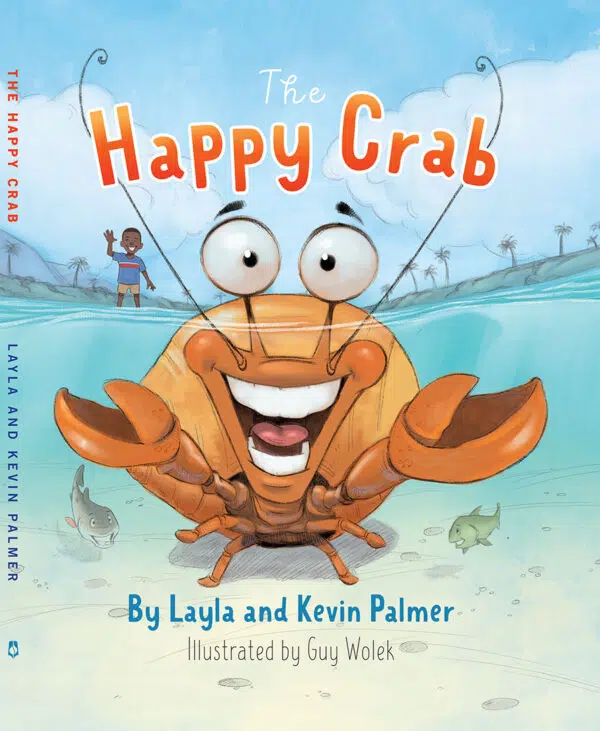 THE HAPPY CRAB
LAYLA AND KEVIN PALMER
The
Happy Crab
By Layla and Kevin Palmer
Illustrated by Guy Wolek